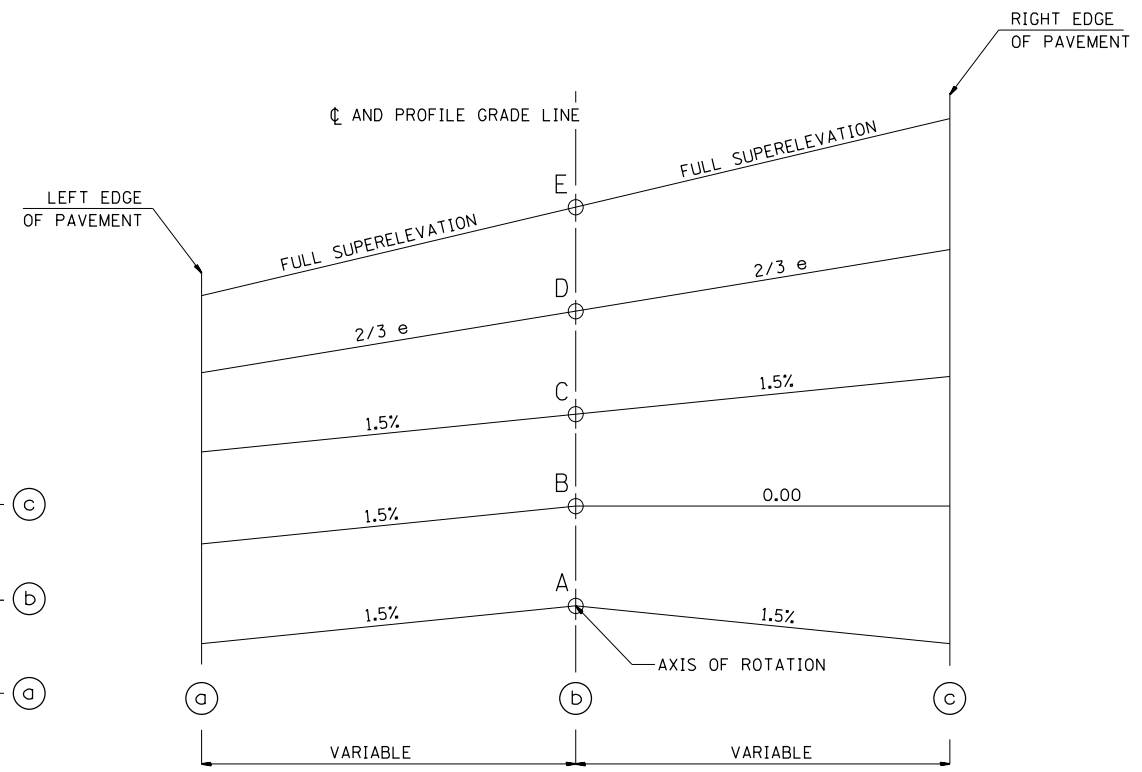 RIGHT EDGE
OF PAVEMENT
℄ AND PROFILE GRADE LINE
FULL SUPERELEVATION
E
LEFT EDGE
OF PAVEMENT
FULL SUPERELEVATION
D
2/3 e
2/3 e
C
1.5%
1.5%
B
0.00
c
1.5%
A
b
1.5%
1.5%
AXIS OF ROTATION
a
a
b
c
VARIABLE
VARIABLE